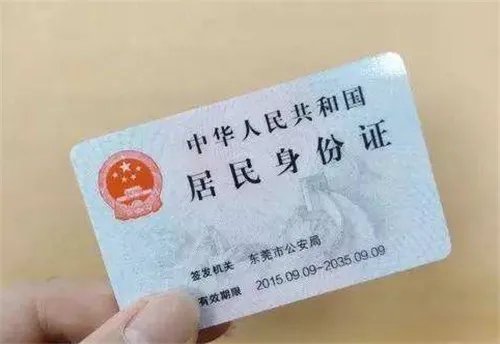 中华人民共和国
居民身份证
签发机关 东莞市公安局
有效期限 2015.09.09-2035.09.09